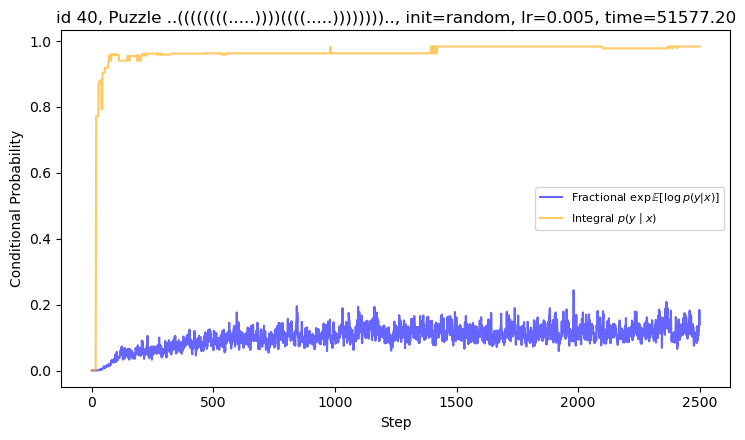 id 40, Puzzle ..((((((((.....))))((((.....)))))))).., init=random, lr=0.005, time=51577.20
1.0
0.8
0.6
0.4
0.2
0.0
Conditional Probability
Fractional exp𝔼[log p(y|x)]
Integral p(y | x)
0
500
1000
1500
2000
2500
Step